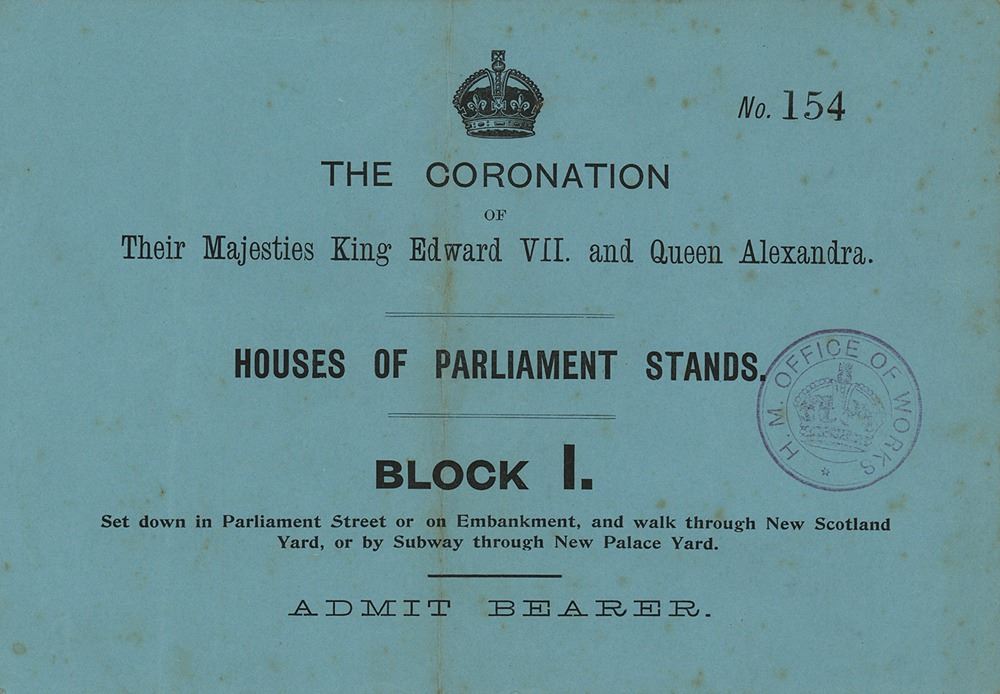 No. 154
THE CORONATION
OF
Their Majesties King Edward VII. and Queen Alexandra.
HOUSES OF PARLIAMENT STANDS.
H. M. OFFICE OF WORKS
BLOCK I.
Set down in Parliament Street or on Embankment, and walk through New Scotland
Yard, or by Subway through New Palace Yard.
ADMIT BEARER.